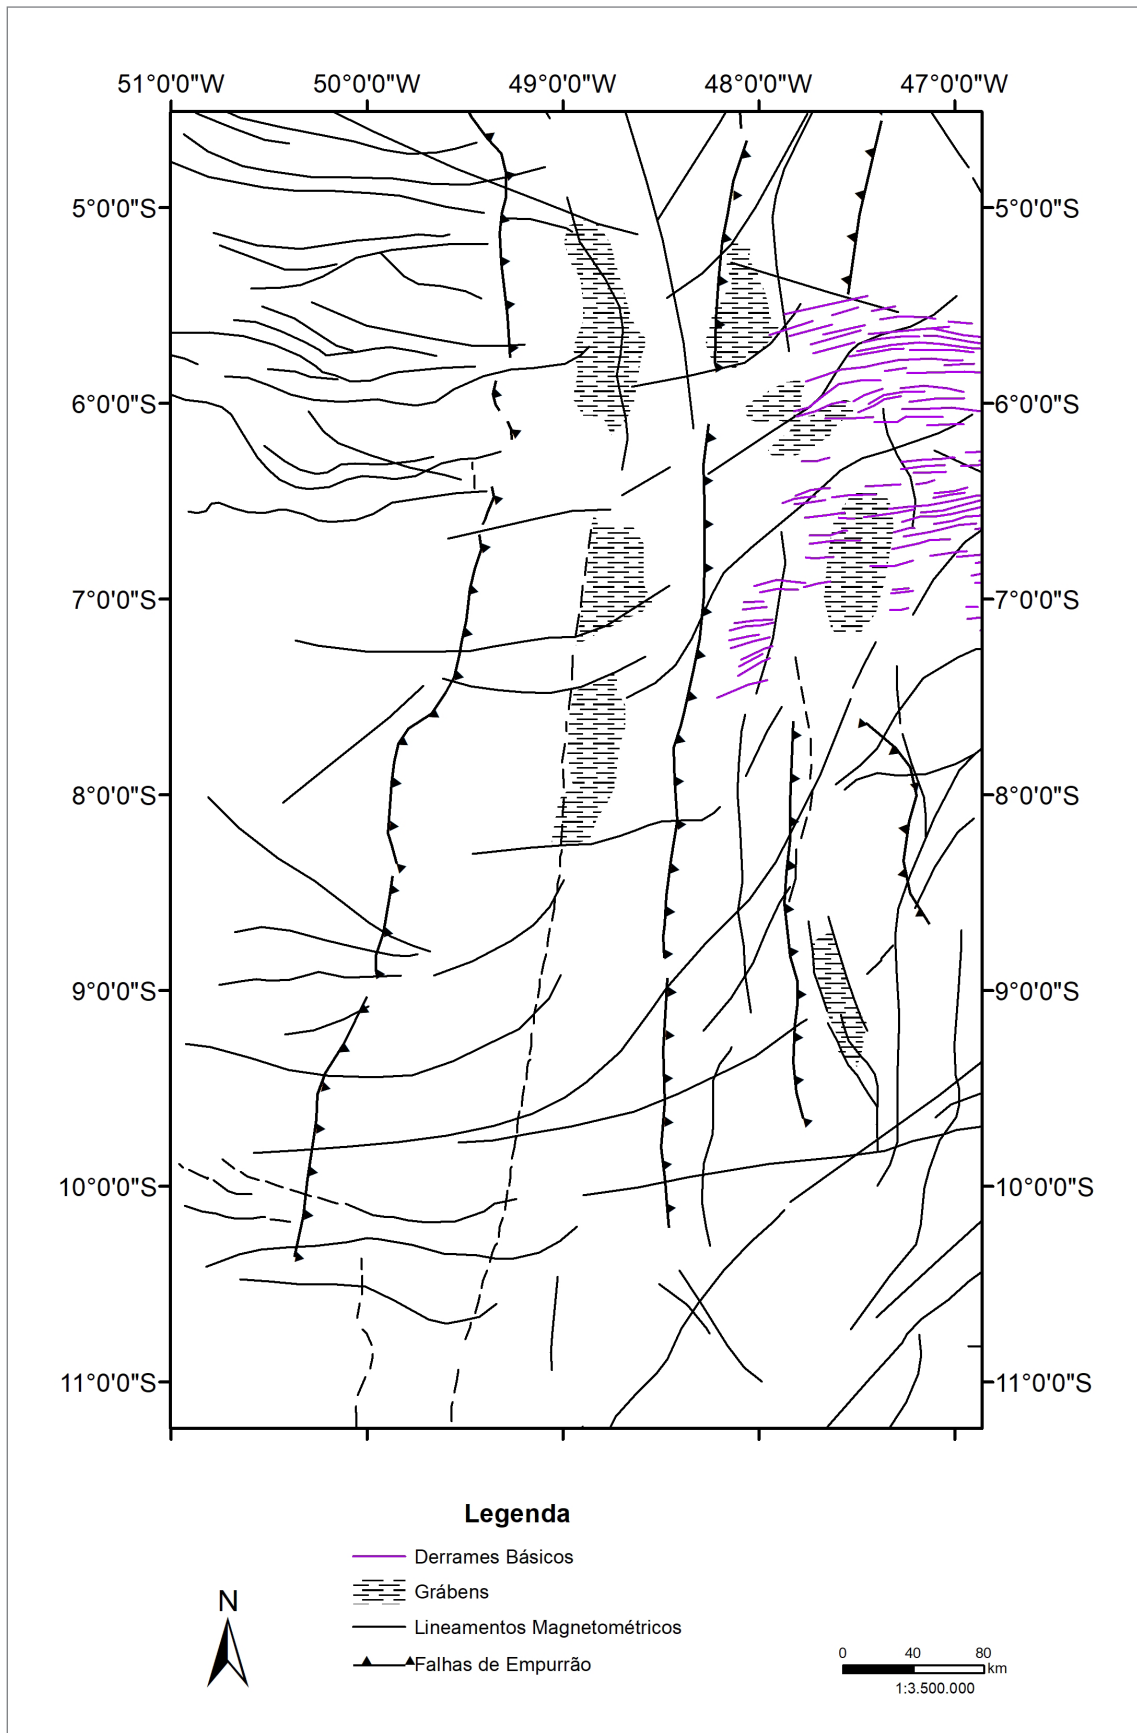 51°0'0"W 50°0'0"W 49°0'0"W 48°0'0"W 47°0'0"W
5°0'0"S 5°0'0"S
6°0'0"S 6°0'0"S
7°0'0"S 7°0'0"S
8°0'0"S 8°0'0"S
9°0'0"S 9°0'0"S
10°0'0"S 10°0'0"S
11°0'0"S 11°0'0"S
Legenda
Derrames Básicos
Grábens
Lineamentos Magnetométricos
Falhas de Empurrão
N
0 40 80
km
1:3.500.000